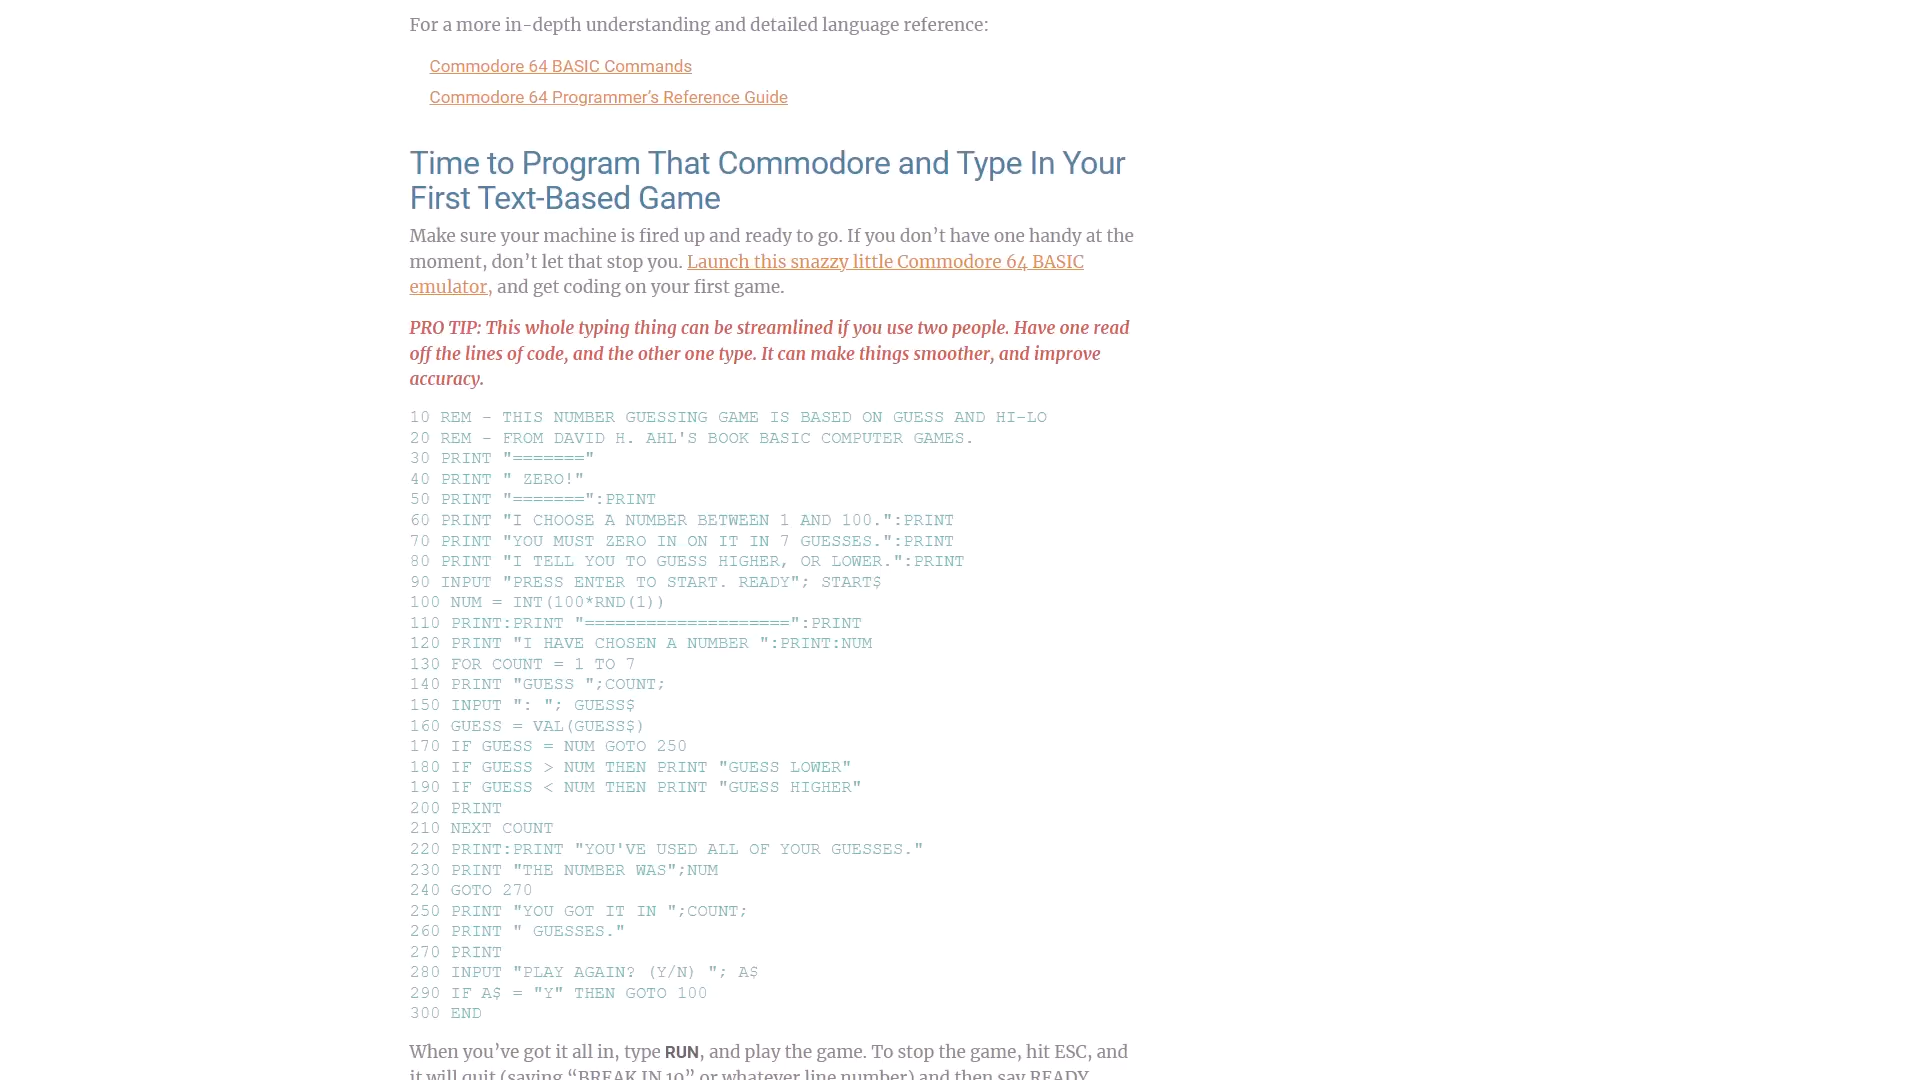 For a more in-depth understanding and detailed language reference:
Commodore 64 BASIC Commands
Commodore 64 Programmer’s Reference Guide
Time to Program That Commodore and Type In Your
First Text-Based Game
Make sure your machine is fired up and ready to go. If you don’t have one handy at the
moment, don’t let that stop you. Launch this snazzy little Commodore 64 BASIC
emulator, and get coding on your first game.
PRO TIP: This whole typing thing can be streamlined if you use two people. Have one read
off the lines of code, and the other one type. It can make things smoother, and improve
accuracy.
10 REM - THIS NUMBER GUESSING GAME IS BASED ON GUESS AND HI-LO
20 REM - FROM DAVID H. AHL'S BOOK BASIC COMPUTER GAMES.
30 PRINT "======="
40 PRINT " ZERO!"
50 PRINT "=======":PRINT
60 PRINT "I CHOOSE A NUMBER BETWEEN 1 AND 100.":PRINT
70 PRINT "YOU MUST ZERO IN ON IT IN 7 GUESSES.":PRINT
80 PRINT "I TELL YOU TO GUESS HIGHER, OR LOWER.":PRINT
90 INPUT "PRESS ENTER TO START. READY"; START$
100 NUM = INT(100*RND(1))
110 PRINT:PRINT "====================":PRINT
120 PRINT "I HAVE CHOSEN A NUMBER ":PRINT:NUM
130 FOR COUNT = 1 TO 7
140 PRINT "GUESS ";COUNT;
150 INPUT ": "; GUESS$
160 GUESS = VAL(GUESS$)
170 IF GUESS = NUM GOTO 250
180 IF GUESS > NUM THEN PRINT "GUESS LOWER"
190 IF GUESS < NUM THEN PRINT "GUESS HIGHER"
200 PRINT
210 NEXT COUNT
220 PRINT:PRINT "YOU'VE USED ALL OF YOUR GUESSES."
230 PRINT "THE NUMBER WAS";NUM
240 GOTO 270
250 PRINT "YOU GOT IT IN ";COUNT;
260 PRINT " GUESSES."
270 PRINT
280 INPUT "PLAY AGAIN? (Y/N) "; A$
290 IF A$ = "Y" THEN GOTO 100
300 END
When you’ve got it all in, type RUN, and play the game. To stop the game, hit ESC, and
it will quit (saying “BREAK IN 10” or whatever line number) and then say READY.